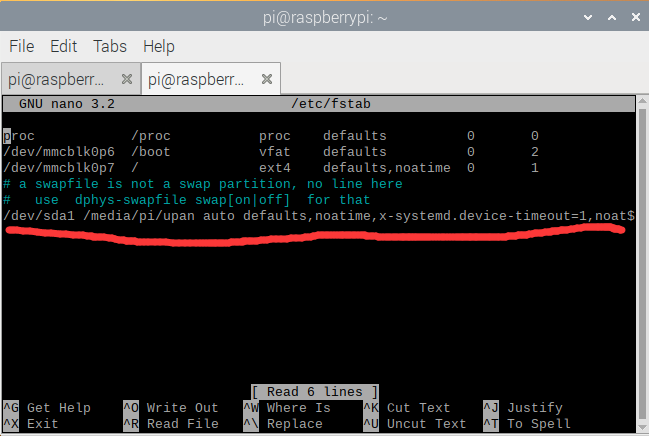 pi@raspberrypi: ~
File Edit Tabs Help
pi@raspberr... pi@raspberr...
GNU nano 3.2 /etc/fstab
proc /proc proc defaults 0 0
/dev/mmcblk0p6 /boot vfat defaults 0 2
/dev/mmcblk0p7 / ext4 defaults,noatime 0 1
# a swapfile is not a swap partition, no line here
#   use  dphys-swapfile swap[on|off]  for that
/dev/sda1 /media/pi/upan auto defaults,noatime,x-systemd.device-timeout=1,noat$
[ Read 6 lines ]
^G Get Help ^O Write Out ^W Where Is ^K Cut Text ^J Justify
^X Exit ^R Read File ^\ Replace ^U Uncut Text ^T To Spell